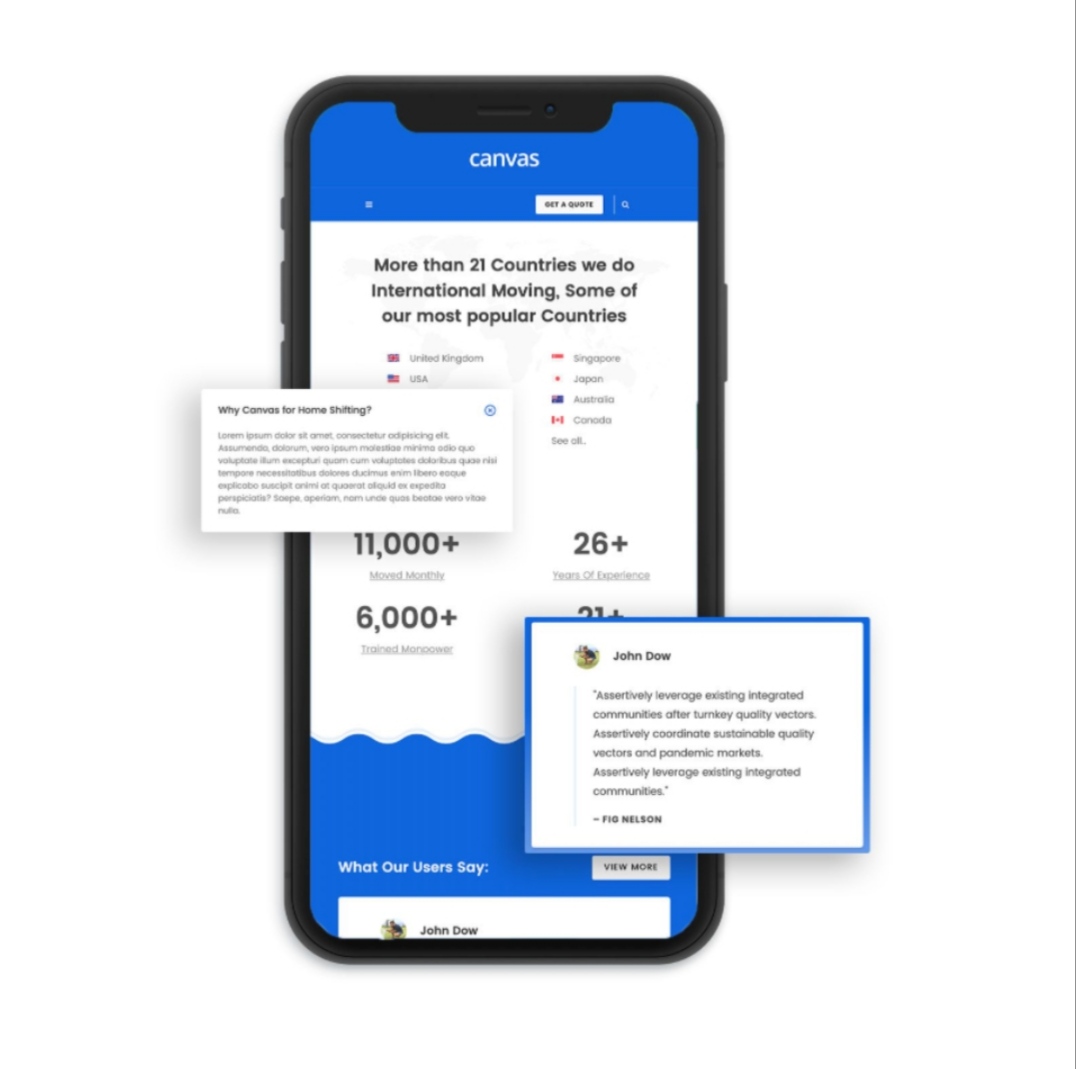 canvas
GET A QUOTE
More than 21 Countries we do
International Moving, Some of
our most popular Countries
United Kingdom
USA
Singapore
Japan
Australia
Canada
See all..
Why Canvas for Home Shifting?
Lorem ipsum dolor sit amet, consectetur adipisicing elit.
Assumenda, dolorum, vero ipsum molestiae minima odio quo
voluptate illum excepturi quam cum voluptates doloribus quae nisi
tempore necessitatibus dolores ducimus enim libero eaque
explicabo suscipit animi at quaerat aliquid ex expedita
perspiciatis? Saepe, aperiam, nam unde quas beatae vero vitae
nulla.
11,000+
Moved Monthly
26+
Years Of Experience
6,000+
Trained Manpower
21+
John Dow
"Assertively leverage existing integrated
communities after turnkey quality vectors.
Assertively coordinate sustainable quality
vectors and pandemic markets.
Assertively leverage existing integrated
communities."
– FIG NELSON
What Our Users Say:
VIEW MORE
John Dow